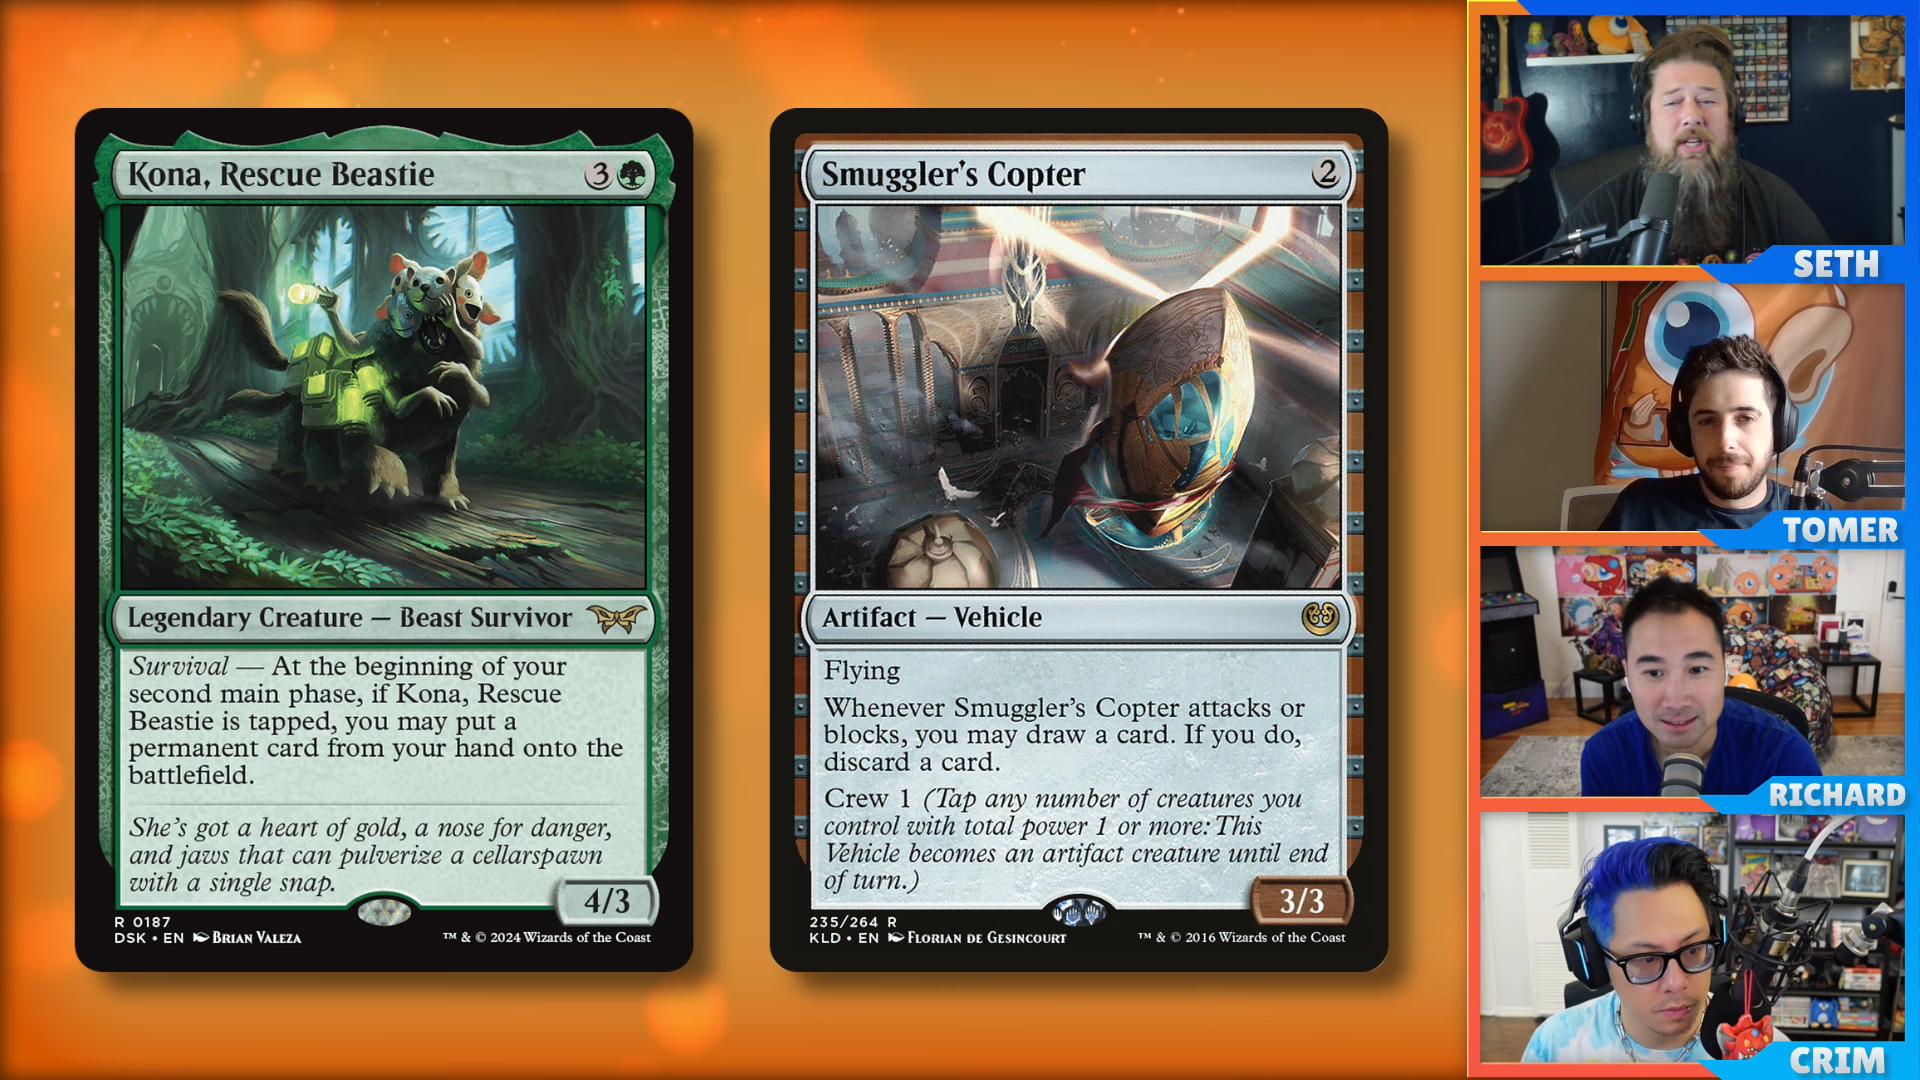 Kona, Rescue Beastie
3
Legendary Creature — Beast Survivor
Survival — At the beginning of your
second main phase, if Kona, Rescue
Beastie is tapped, you may put a
permanent card from your hand onto the
battlefield.
She's got a heart of gold, a nose for danger,
and jaws that can pulverize a cellarspawn
with a single snap.
4/3
R 0187
DSK • EN Brian Valeza
™ & © 2024 Wizards of the Coast
Smuggler's Copter
2
Artifact — Vehicle
Flying
Whenever Smuggler's Copter attacks or
blocks, you may draw a card. If you do,
discard a card.
Crew 1 (Tap any number of creatures you
control with total power 1 or more: This
Vehicle becomes an artifact creature until end
of turn.)
3/3
235/264 R
KLD • EN Florian de Gesincourt
™ & © 2016 Wizards of the Coast
SETH
TOMER
RICHARD
CRIM